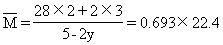 M̅ = (28×2+2×3)/(5-2y) = 0.693×22.4